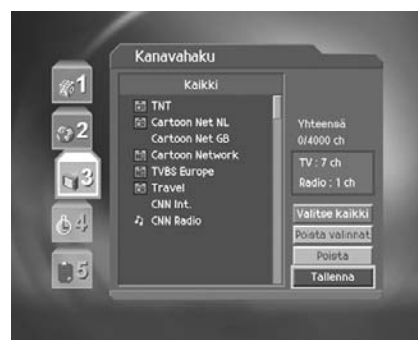 Kanavahaku
1
2
3
4
5
Kaikki
TNT
Cartoon Net NL
Cartoon Net GB
Cartoon Network
TVBS Europe
Travel
CNN Int.
CNN Radio
Yhteensä
0/4000 ch
TV : 7 ch
Radio : 1 ch
Valitse kaikki
Poista valinnat
Poista
Tallenna